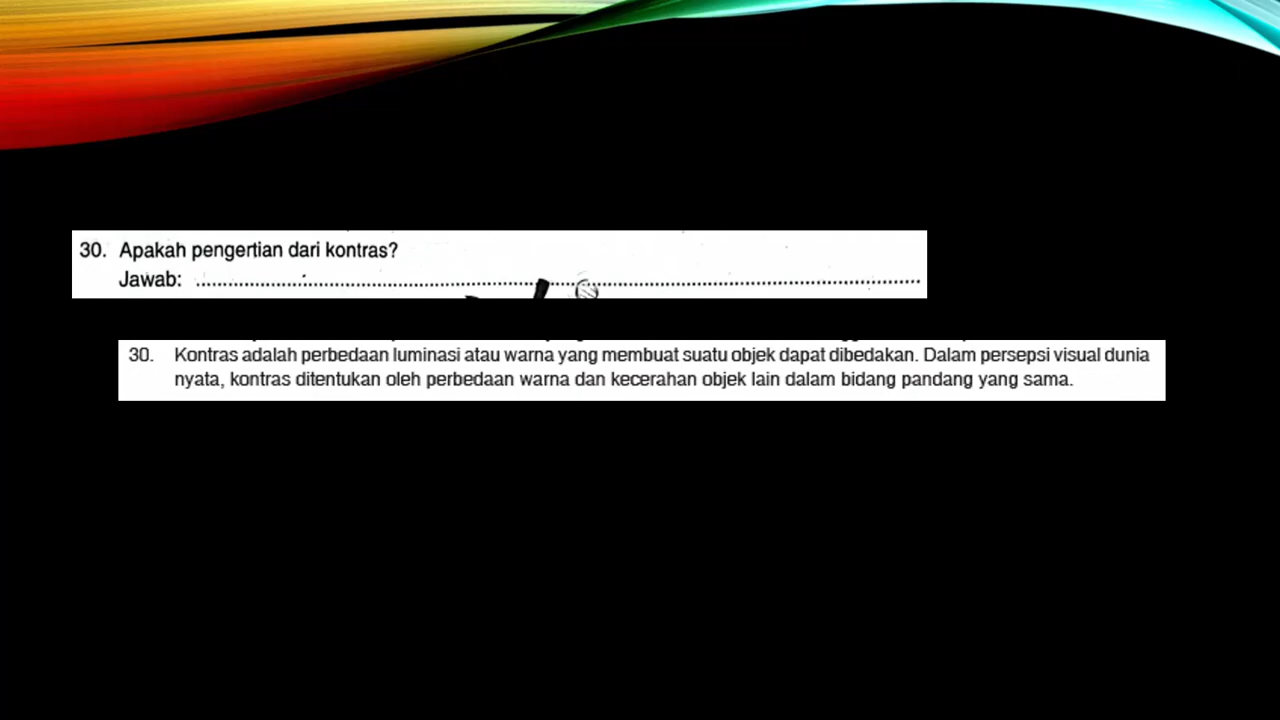 30. Apakah pengertian dari kontras?
Jawab: ................................................................................................................................
30. Kontras adalah perbedaan luminasi atau warna yang membuat suatu objek dapat dibedakan. Dalam persepsi visual dunia
nyata, kontras ditentukan oleh perbedaan warna dan kecerahan objek lain dalam bidang pandang yang sama.